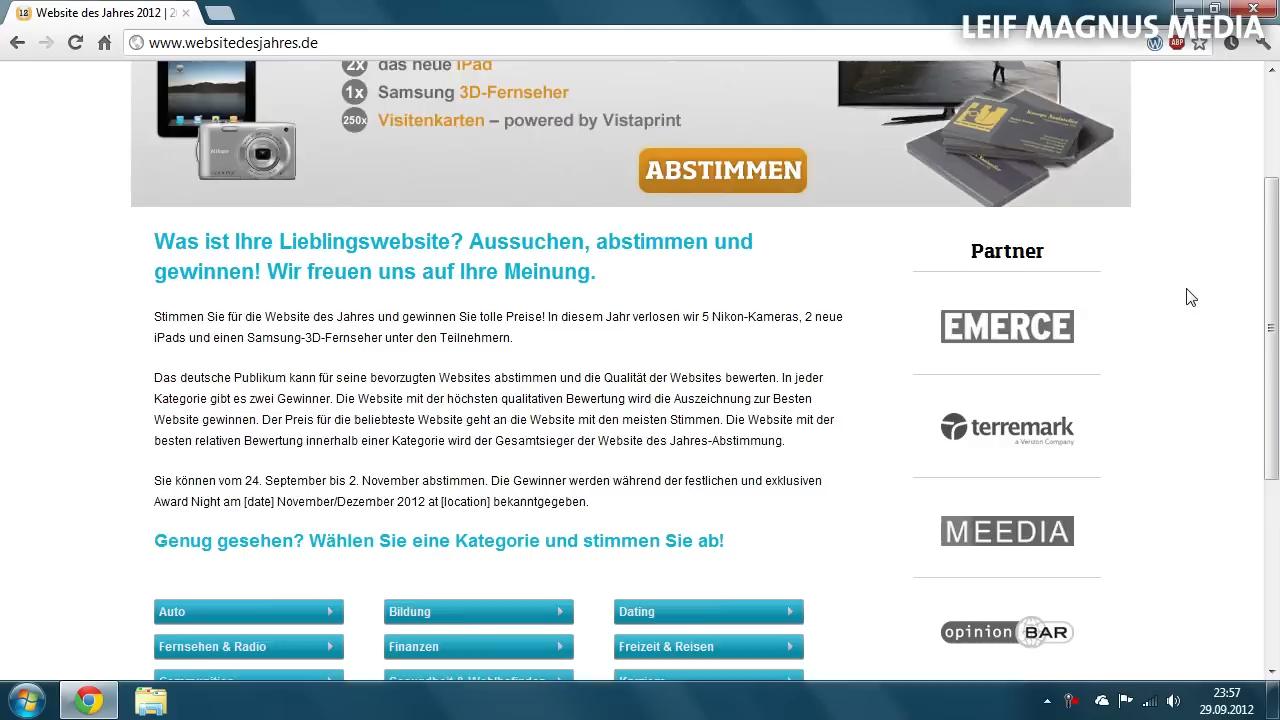 Website des Jahres 2012 | 2
LEIF MAGNUS MEDIA
www.websitedesjahres.de
ABP
2x das neue iPad
1x Samsung 3D-Fernseher
250x Visitenkarten – powered by Vistaprint
Nikon
ABSTIMMEN
Was ist Ihre Lieblingswebsite? Aussuchen, abstimmen und
gewinnen! Wir freuen uns auf Ihre Meinung.
Stimmen Sie für die Website des Jahres und gewinnen Sie tolle Preise! In diesem Jahr verlosen wir 5 Nikon-Kameras, 2 neue
iPads und einen Samsung-3D-Fernseher unter den Teilnehmern.
Das deutsche Publikum kann für seine bevorzugten Websites abstimmen und die Qualität der Websites bewerten. In jeder
Kategorie gibt es zwei Gewinner. Die Website mit der höchsten qualitativen Bewertung wird die Auszeichnung zur Besten
Website gewinnen. Der Preis für die beliebteste Website geht an die Website mit den meisten Stimmen. Die Website mit der
besten relativen Bewertung innerhalb einer Kategorie wird der Gesamtsieger der Website des Jahres-Abstimmung.
Sie können vom 24. September bis 2. November abstimmen. Die Gewinner werden während der festlichen und exklusiven
Award Night am [date] November/Dezember 2012 at [location] bekanntgegeben.
Genug gesehen? Wählen Sie eine Kategorie und stimmen Sie ab!
Auto
Bildung
Dating
Fernsehen & Radio
Finanzen
Freizeit & Reisen
Partner
EMERCE
terremark
a Verizon Company
MEEDIA
opinion BAR
23:57
29.09.2012